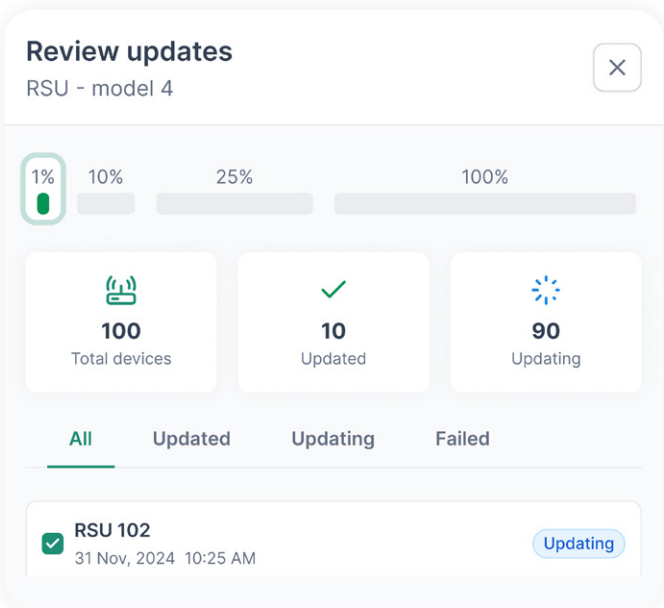 Review updates
RSU - model 4
1% 10% 25% 100%
100 10 90
Total devices Updated Updating
All Updated Updating Failed
RSU 102
31 Nov, 2024 10:25 AM
Updating